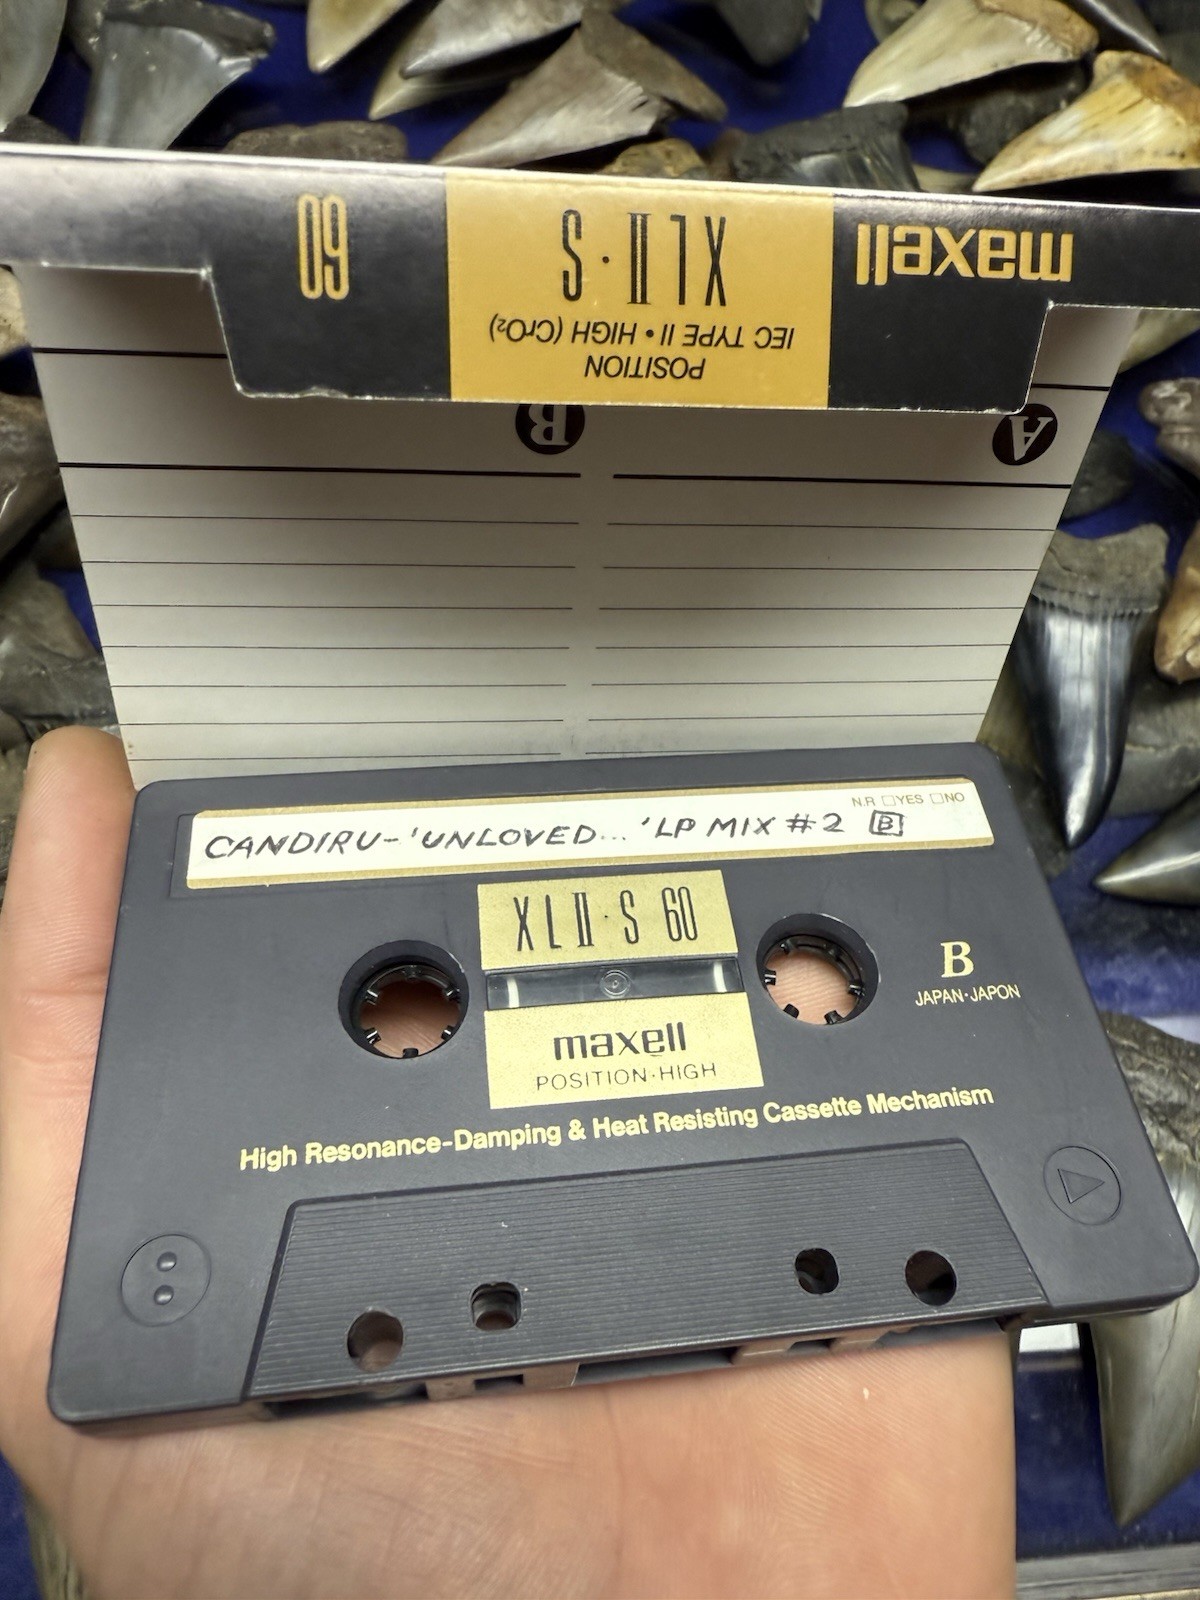 maxell
XLII·S
60
IEC TYPE II • HIGH (CrO₂)
POSITION
A
B
N.R □YES □NO
CANDIRU-'UNLOVED...'LP MIX #2 B
XLII·S 60
maxell
POSITION·HIGH
B
JAPAN·JAPON
High Resonance-Damping & Heat Resisting Cassette Mechanism